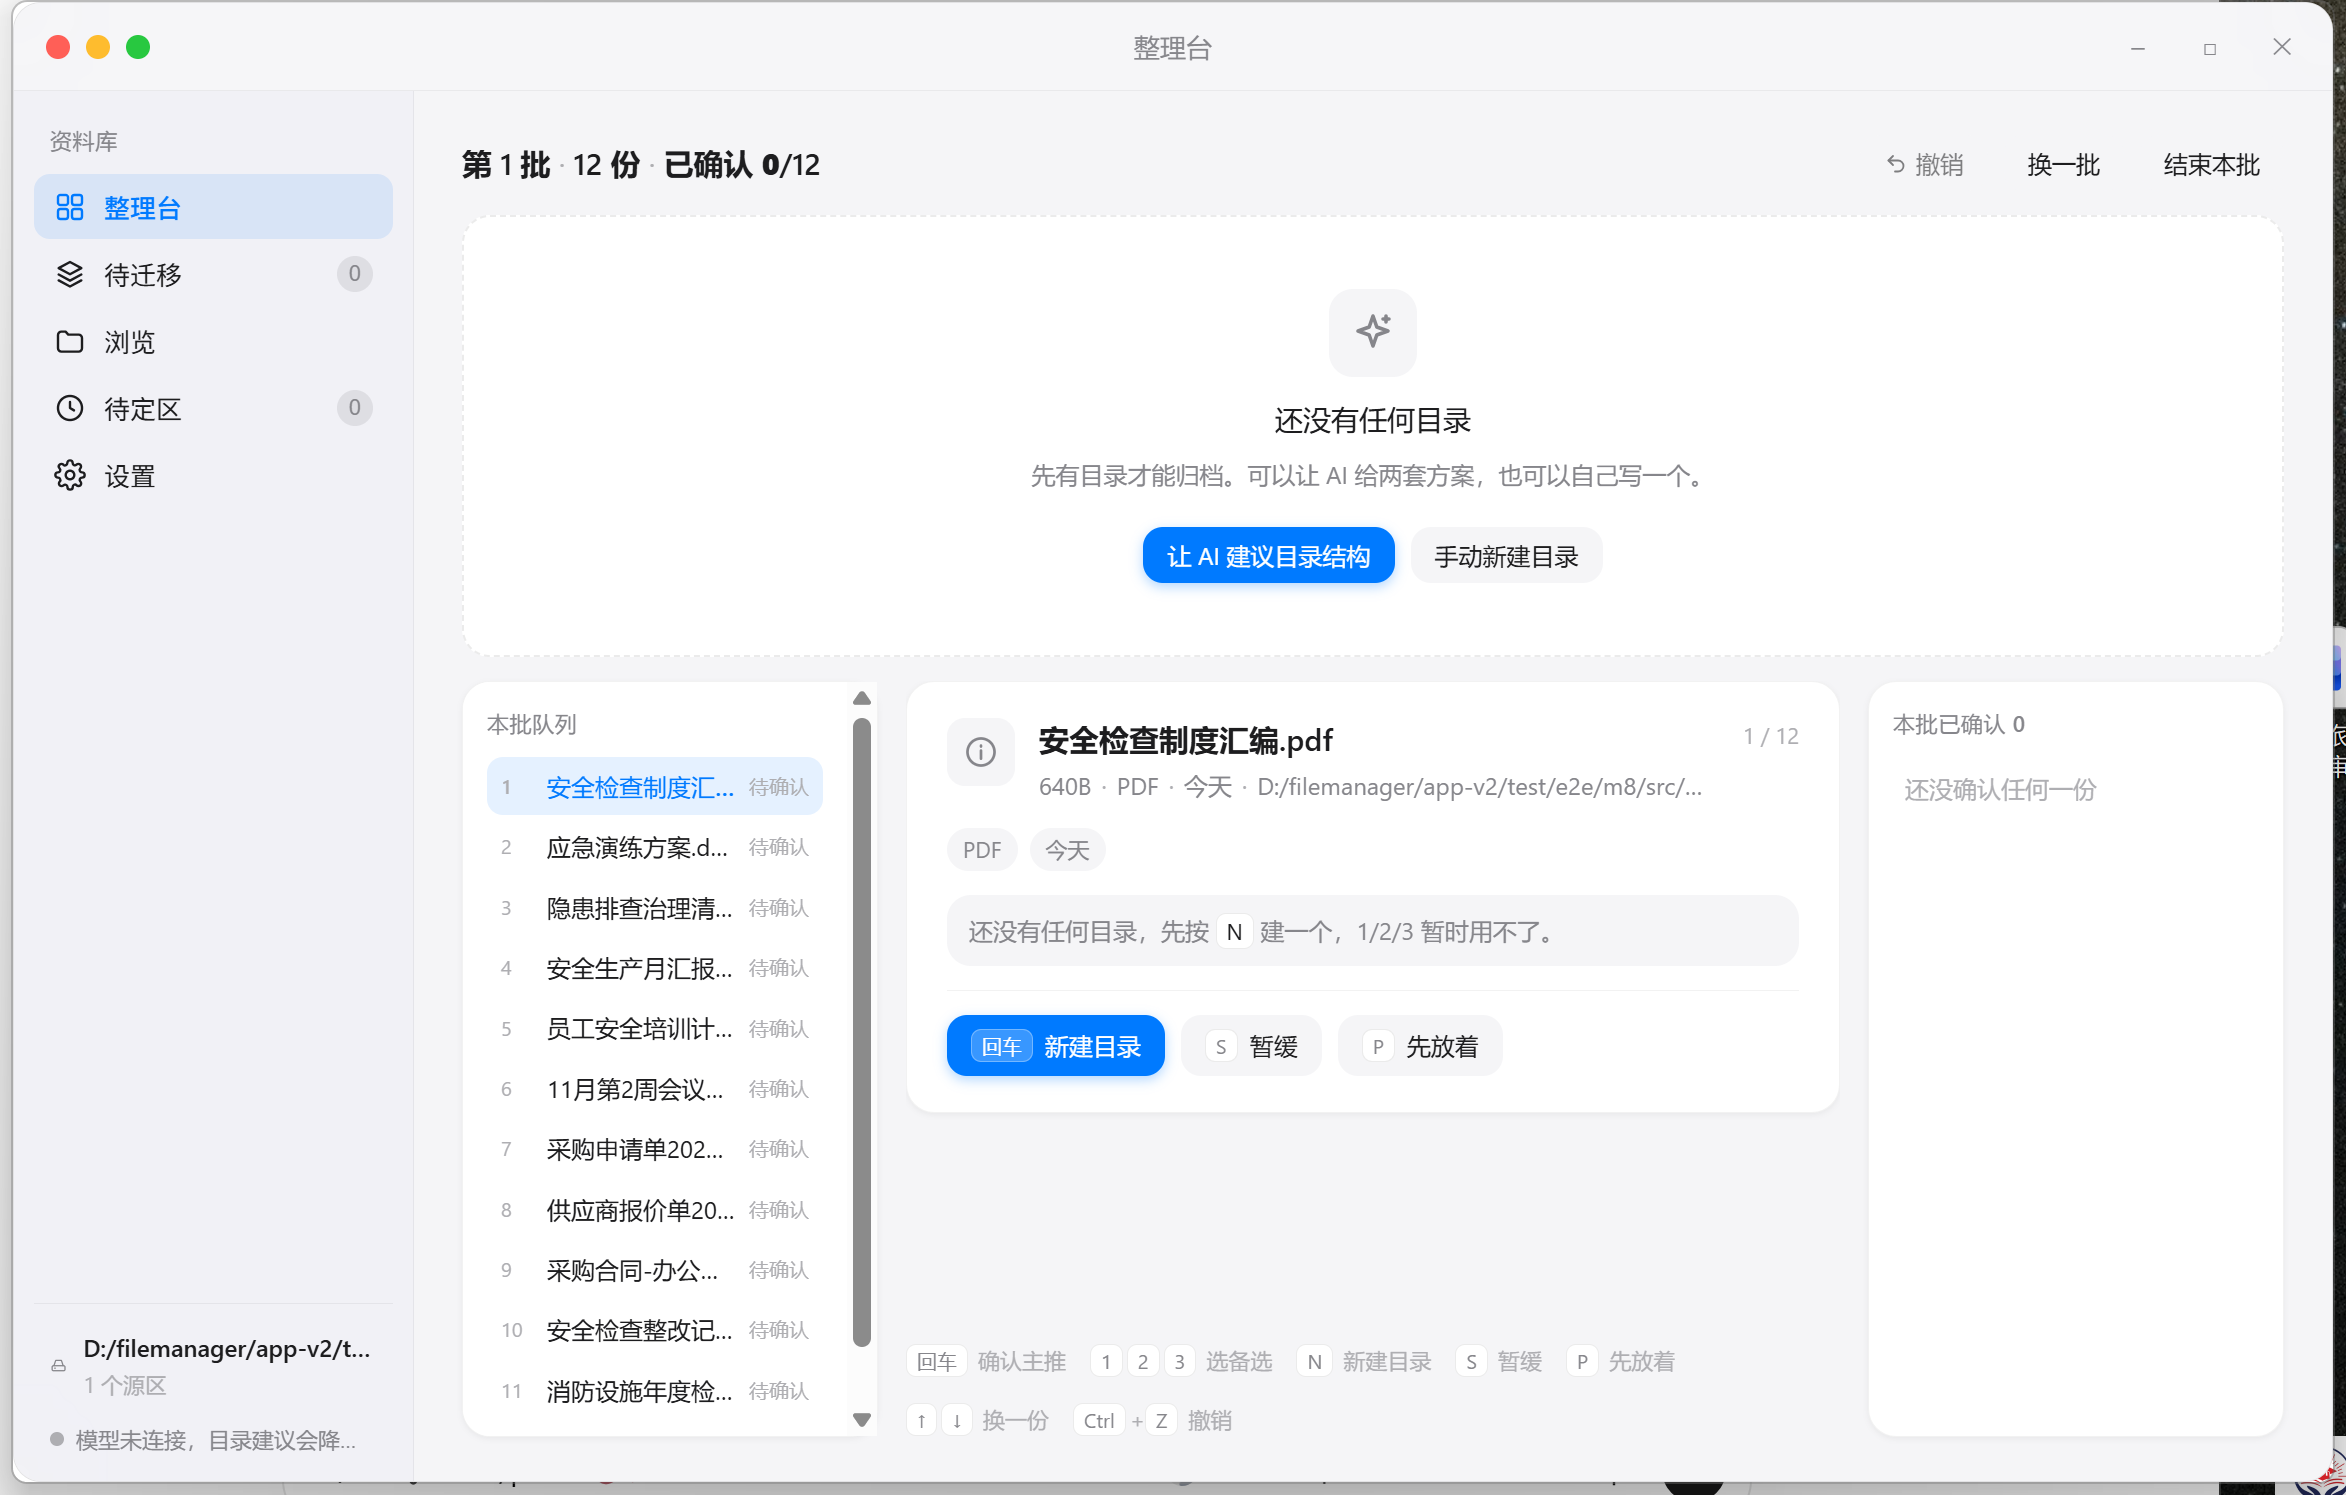 整理台
资料库
整理台
待迁移 0
浏览
待定区 0
设置
D:/filemanager/app-v2/t...
1 个源区
模型未连接，目录建议会降...
第 1 批 · 12 份 · 已确认 0/12
撤销 换一批 结束本批
还没有任何目录
先有目录才能归档。可以让 AI 给两套方案，也可以自己写一个。
让 AI 建议目录结构 手动新建目录
本批队列
1 安全检查制度汇... 待确认
2 应急演练方案.d... 待确认
3 隐患排查治理清... 待确认
4 安全生产月汇报... 待确认
5 员工安全培训计... 待确认
6 11月第2周会议... 待确认
7 采购申请单202... 待确认
8 供应商报价单20... 待确认
9 采购合同-办公... 待确认
10 安全检查整改记... 待确认
11 消防设施年度检... 待确认
安全检查制度汇编.pdf 1 / 12
640B · PDF · 今天 · D:/filemanager/app-v2/test/e2e/m8/src/...
PDF 今天
还没有任何目录，先按 N 建一个，1/2/3 暂时用不了。
回车 新建目录 S 暂缓 P 先放着
回车 确认主推 1 2 3 选备选 N 新建目录 S 暂缓 P 先放着
↑ ↓ 换一份 Ctrl + Z 撤销
本批已确认 0
还没确认任何一份